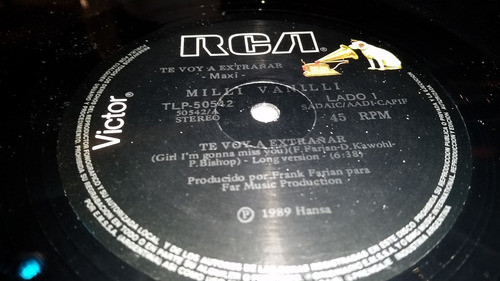 RCA®
TE VOY A EXTRAÑAR
- Maxi -
MILLI VANILLI
TLP-50542
50542/A
STEREO
LADO 1
SADAIC/AADI-CAPIF
45 RPM
Victor®
TE VOY A EXTRAÑAR
(Girl I'm gonna miss you)(F.Farian-D.Kawohl-
P.Bishop) - Long version - (6:38)
Producido por Frank Farian para
Far Music Production
℗ 1989 Hansa